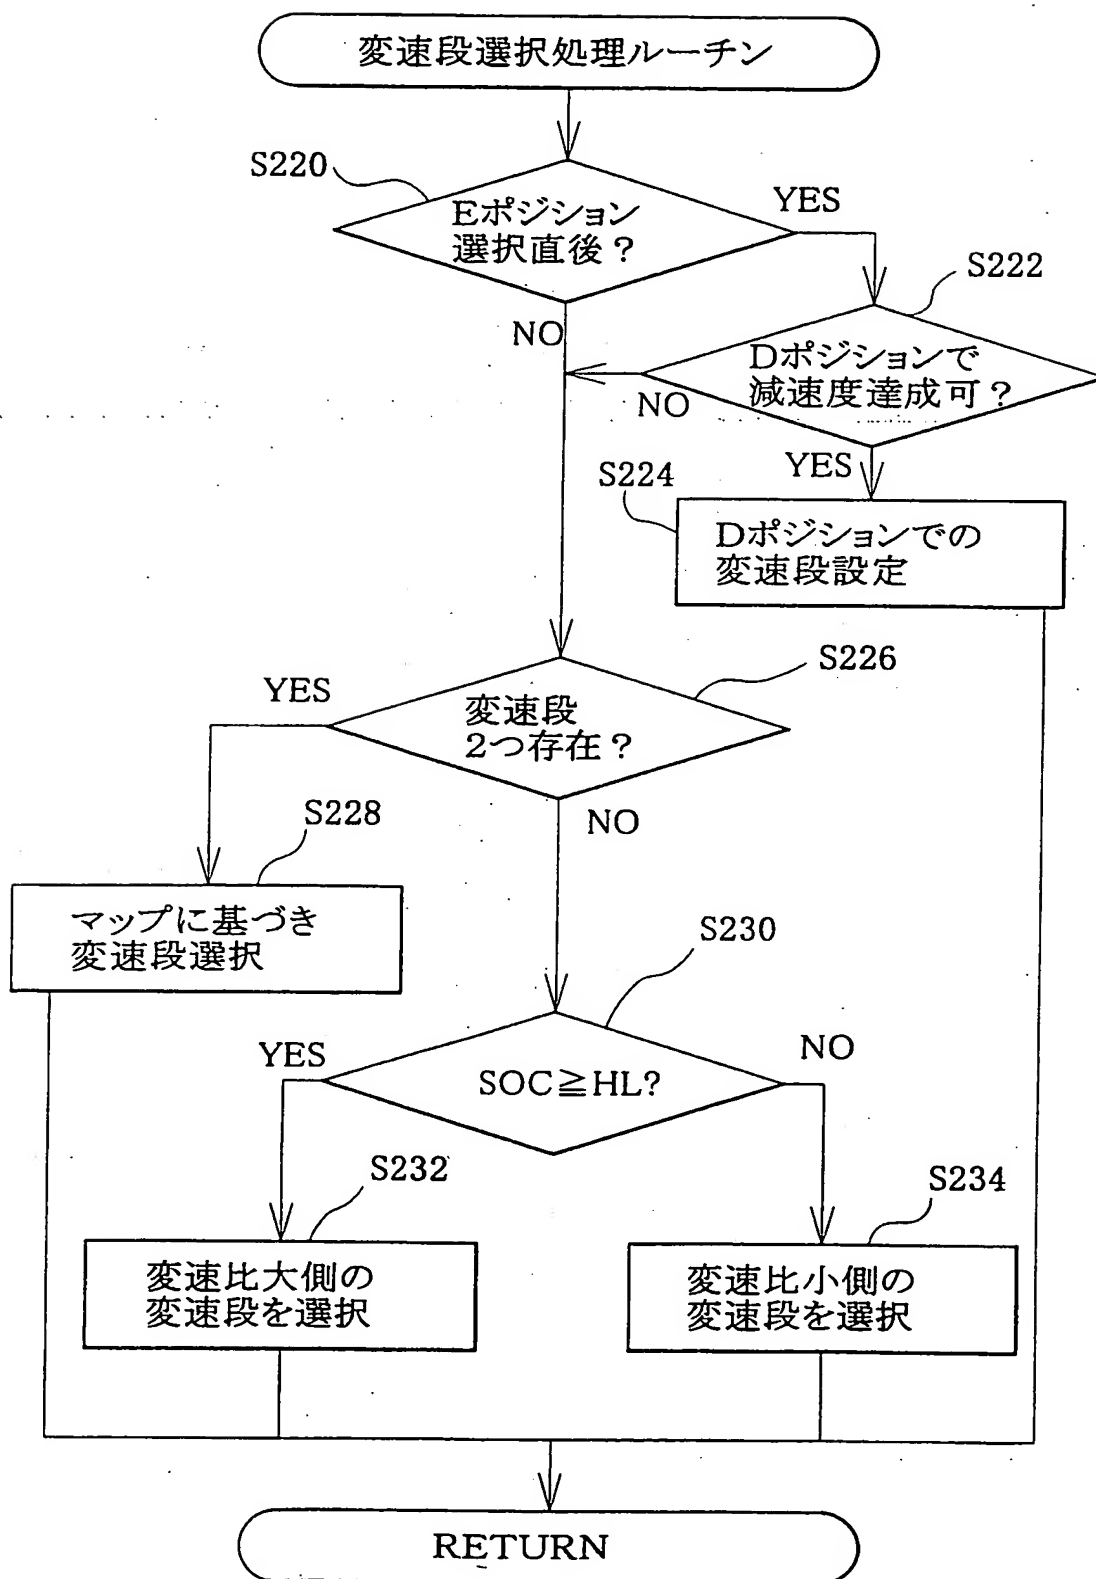 変速段選択処理ルーチン
S220
Eポジション
選択直後？
YES
S222
NO
Dポジションで
減速度達成可？
NO
YES
S224
Dポジションでの
変速段設定
S226
YES
変速段
2つ存在？
NO
S228
マップに基づき
変速段選択
S230
YES
NO
SOC≧HL?
S232
S234
変速比大側の
変速段を選択
変速比小側の
変速段を選択
RETURN